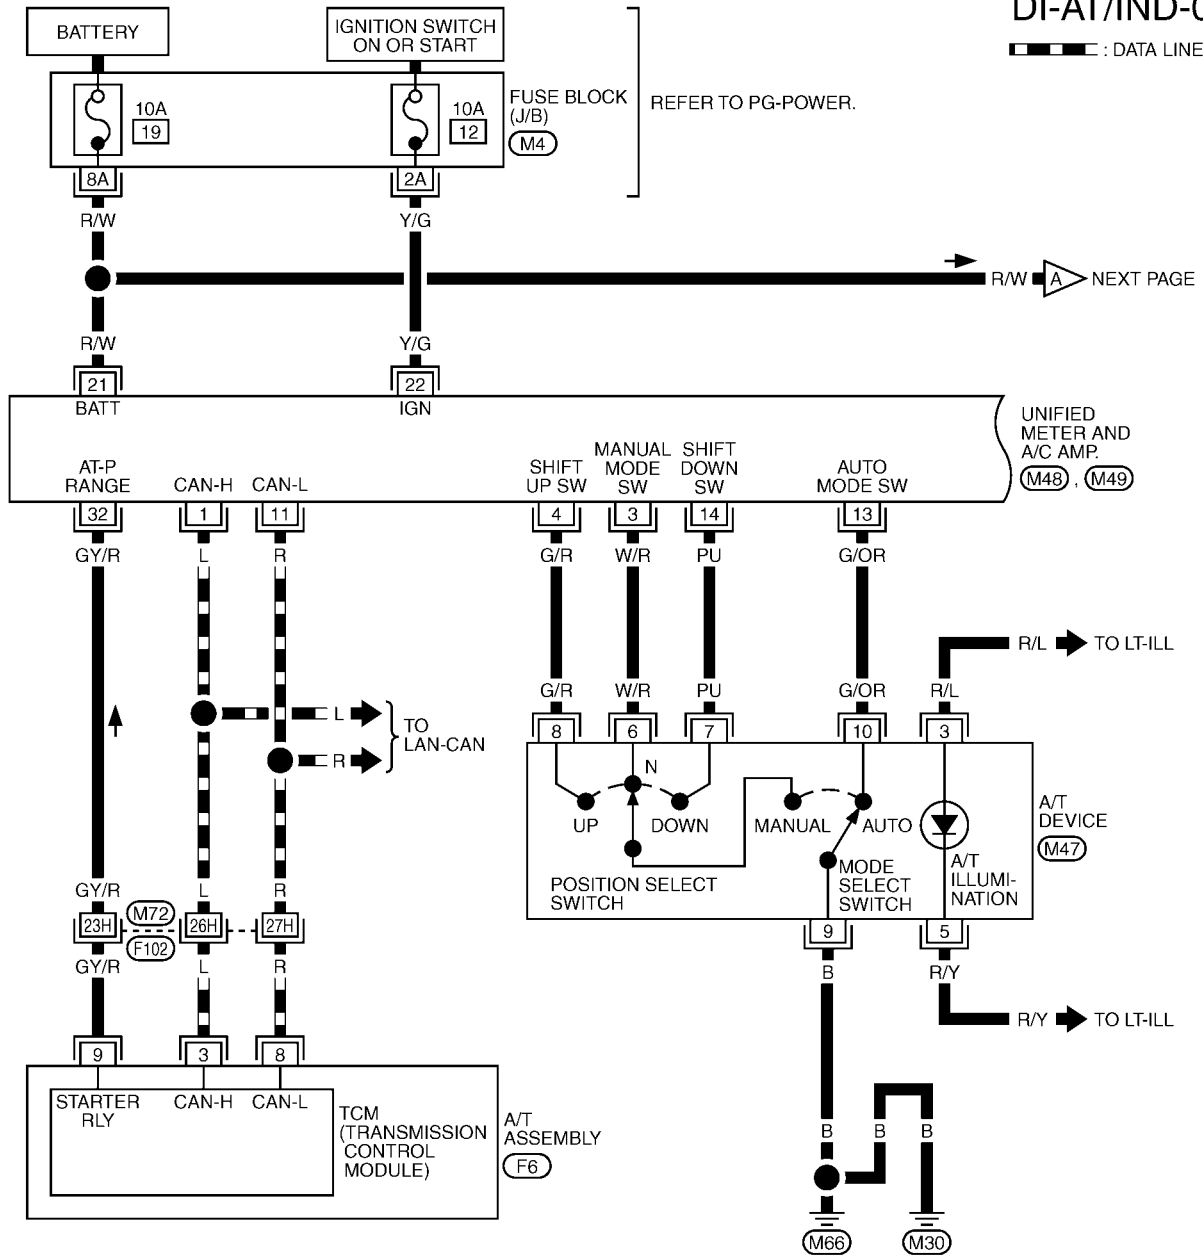 DI-AT/IND-0
: DATA LINE
BATTERY
IGNITION SWITCH
ON OR START
10A
19
10A
12
FUSE BLOCK
(J/B)
M4
REFER TO PG-POWER.
8A
2A
R/W
Y/G
R/W
A
NEXT PAGE
R/W
Y/G
21
22
BATT
IGN
UNIFIED
METER AND
A/C AMP.
M48 , M49
AT-P
RANGE
CAN-H
CAN-L
SHIFT
UP SW
MANUAL
MODE
SW
SHIFT
DOWN
SW
AUTO
MODE SW
32
1
11
4
3
14
13
GY/R
L
R
G/R
W/R
PU
G/OR
R/L
TO LT-ILL
G/R
W/R
PU
G/OR
R/L
L
R
TO
LAN-CAN
8
6
7
10
3
N
UP
DOWN
MANUAL
AUTO
A/T
DEVICE
M47
POSITION SELECT
SWITCH
MODE
SELECT
SWITCH
A/T
ILLUMI-
NATION
GY/R
L
R
23H
M72
F102
26H
27H
GY/R
L
R
9
5
B
R/Y
R/Y
TO LT-ILL
9
3
8
STARTER
RLY
CAN-H
CAN-L
TCM
(TRANSMISSION
CONTROL
MODULE)
A/T
ASSEMBLY
F6
B
B
B
M66
M30